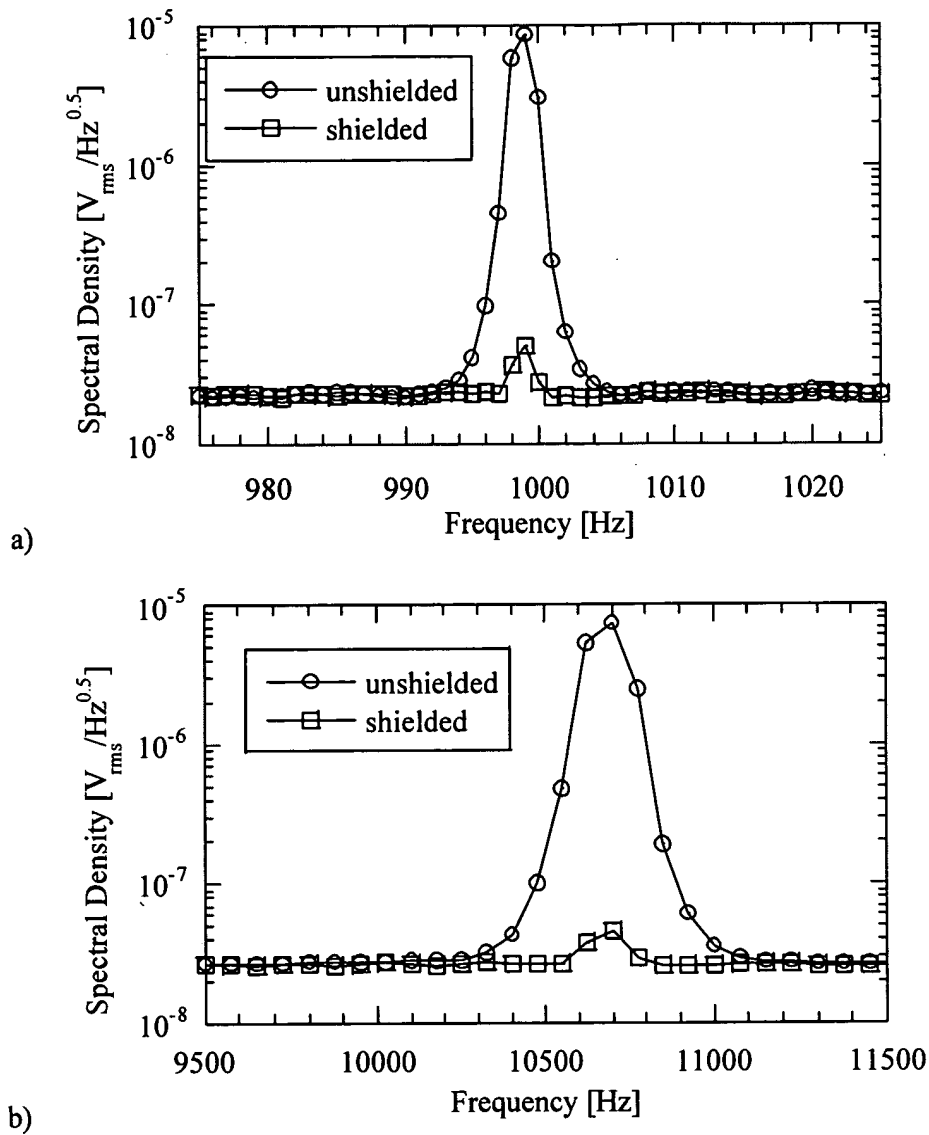 10^-5
unshielded
shielded
10^-6
10^-7
10^-8
Spectral Density [V_rms/Hz^0.5]
980 990 1000 1010 1020
Frequency [Hz]
a)
10^-5
unshielded
shielded
10^-6
10^-7
10^-8
Spectral Density [V_rms/Hz^0.5]
9500 10000 10500 11000 11500
Frequency [Hz]
b)